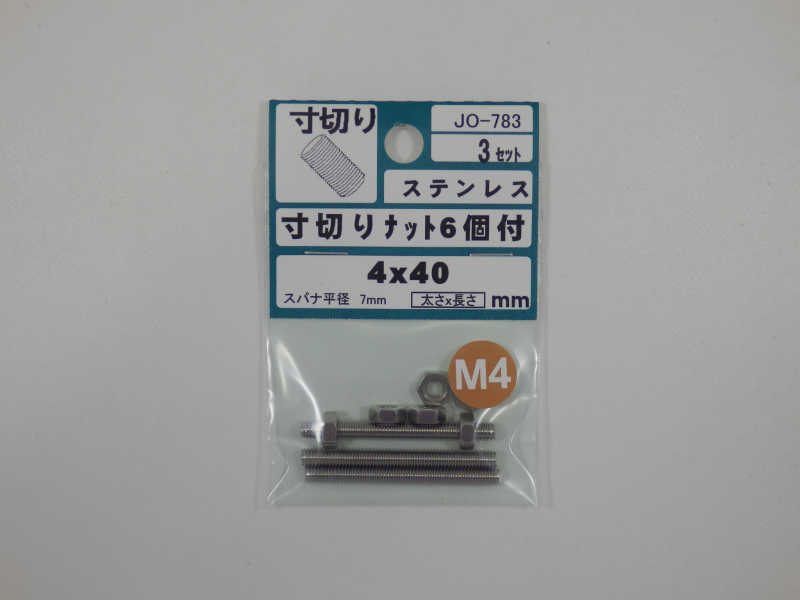 寸切り
JO-783
3セット
ステンレス
寸切りナット6個付
4x40
スパナ平径 7mm 太さx長さ mm
M4